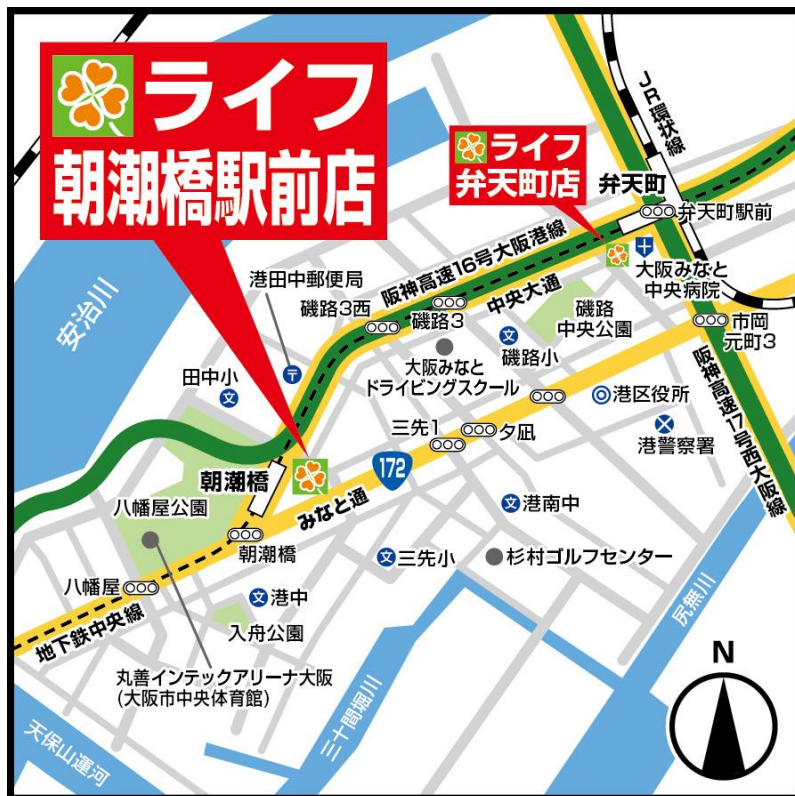 ライフ
朝潮橋駅前店
ライフ
弁天町店
JR環状線
弁天町
弁天町駅前
大阪みなと
中央病院
阪神高速16号大阪港線
中央大通
港田中郵便局
磯路3西
磯路3
磯路小
磯路
中央公園
市岡
元町3
安治川
大阪みなと
ドライビングスクール
田中小
港区役所
港警察署
阪神高速17号西大阪線
三先1
夕凪
172
みなと通
朝潮橋
八幡屋公園
港南中
朝潮橋
三先小
杉村ゴルフセンター
八幡屋
港中
入舟公園
地下鉄中央線
尻無川
丸善インテックアリーナ大阪
(大阪市中央体育館)
三十間堀川
天保山運河
N